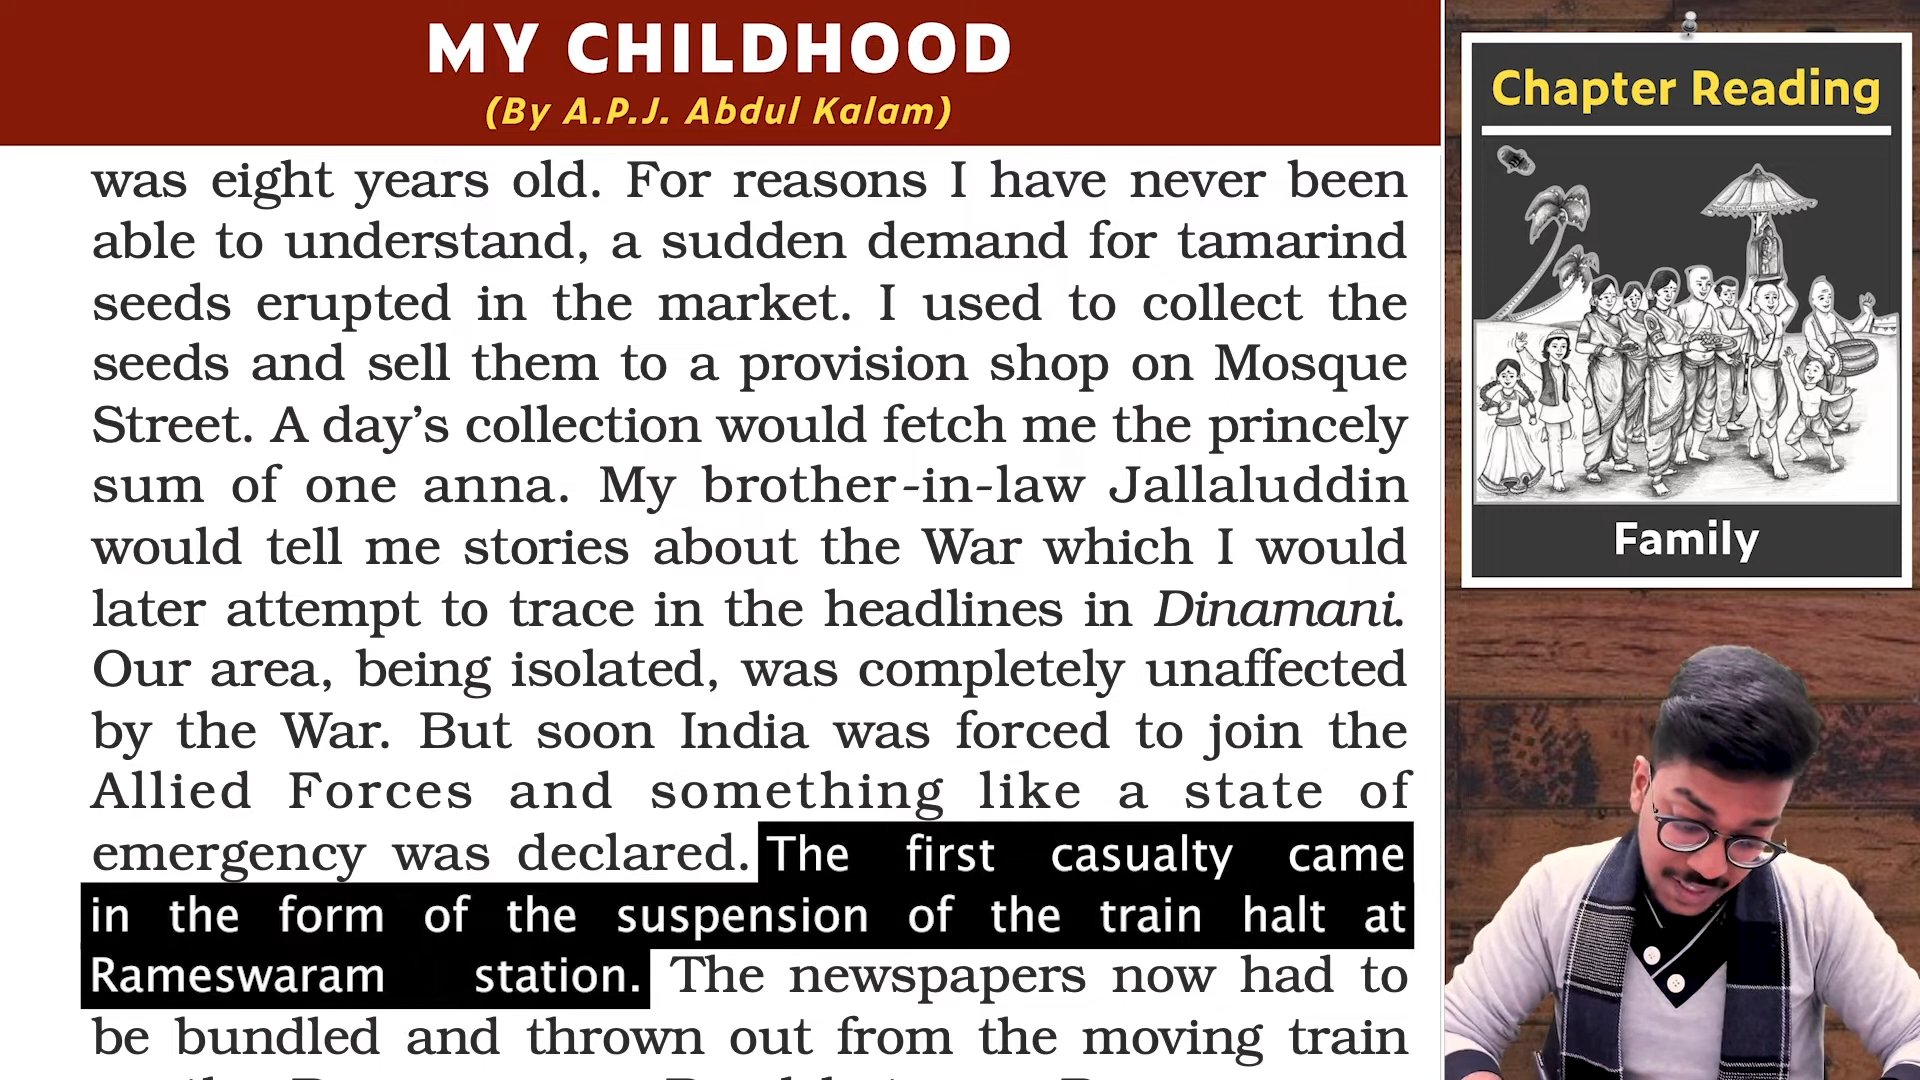 MY CHILDHOOD
(By A.P.J. Abdul Kalam)
was eight years old. For reasons I have never been
able to understand, a sudden demand for tamarind
seeds erupted in the market. I used to collect the
seeds and sell them to a provision shop on Mosque
Street. A day’s collection would fetch me the princely
sum of one anna. My brother-in-law Jallaluddin
would tell me stories about the War which I would
later attempt to trace in the headlines in Dinamani.
Our area, being isolated, was completely unaffected
by the War. But soon India was forced to join the
Allied Forces and something like a state of
emergency was declared. The first casualty came
in the form of the suspension of the train halt at
Rameswaram station. The newspapers now had to
be bundled and thrown out from the moving train
Chapter Reading
Family